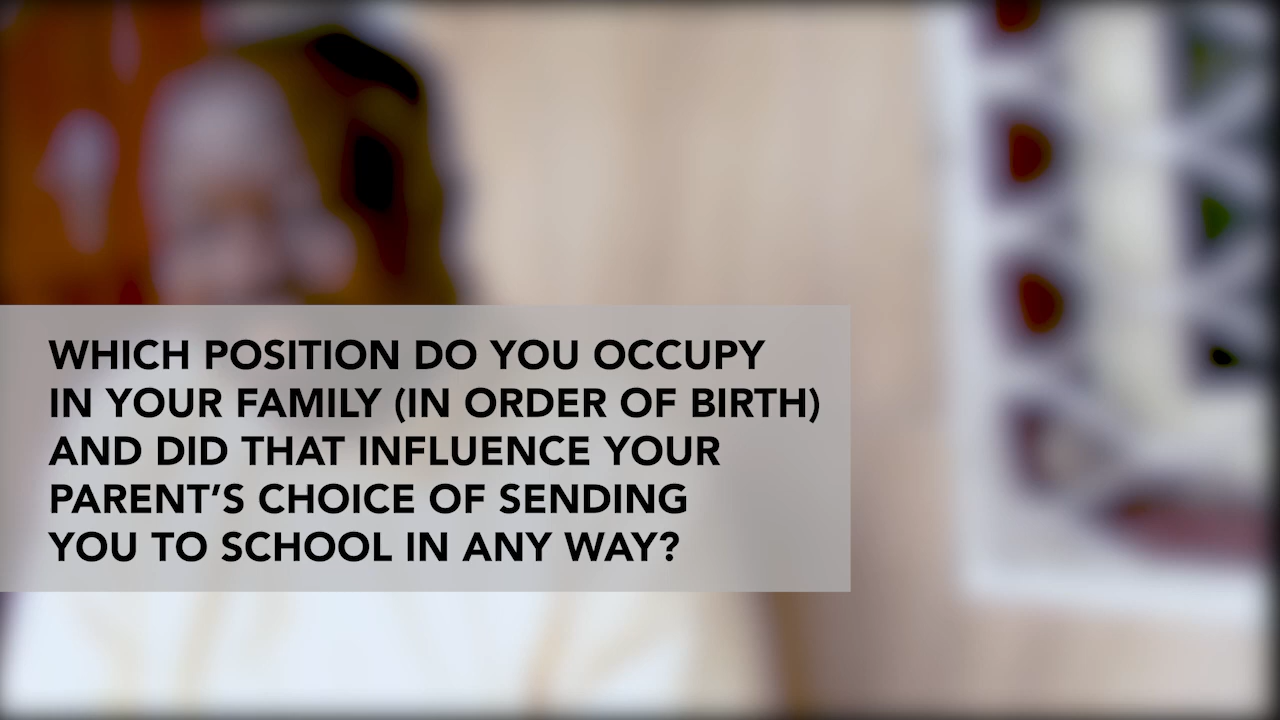 WHICH POSITION DO YOU OCCUPY
IN YOUR FAMILY (IN ORDER OF BIRTH)
AND DID THAT INFLUENCE YOUR
PARENT’S CHOICE OF SENDING
YOU TO SCHOOL IN ANY WAY?